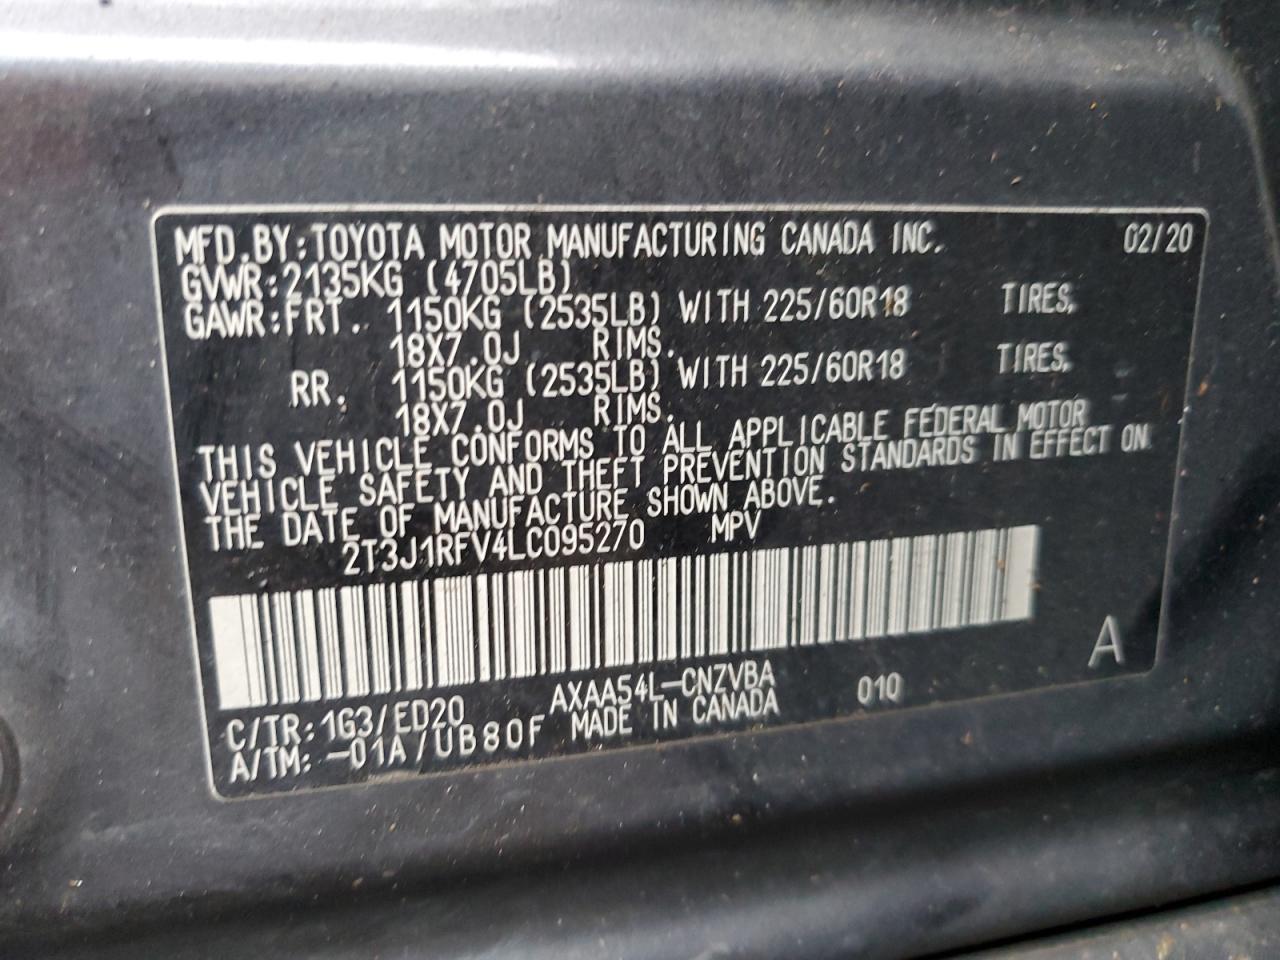 MFD.BY:TOYOTA MOTOR MANUFACTURING CANADA INC. 02/20
GVWR:2135KG (4705LB)
GAWR:FRT. 1150KG (2535LB) WITH 225/60R18 TIRES,
18X7.0J RIMS.
RR. 1150KG (2535LB) WITH 225/60R18 TIRES,
18X7.0J RIMS.
THIS VEHICLE CONFORMS TO ALL APPLICABLE FEDERAL MOTOR
VEHICLE SAFETY AND THEFT PREVENTION STANDARDS IN EFFECT ON
THE DATE OF MANUFACTURE SHOWN ABOVE.
2T3J1RFV4LC095270 MPV
A
C/TR:1G3/ED20 AXAA54L-CNZVBA 010
A/TM:-01A/UB80F MADE IN CANADA